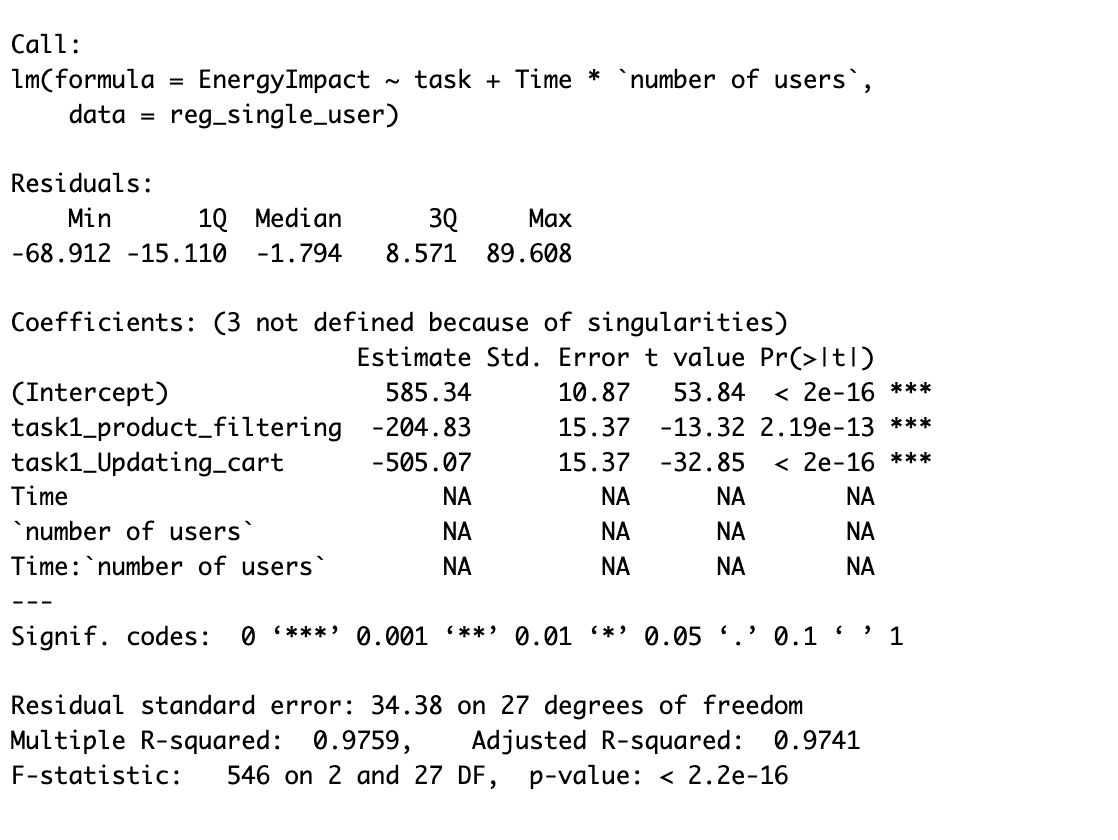 Call:
lm(formula = EnergyImpact ~ task + Time * `number of users`,
    data = reg_single_user)

Residuals:
    Min      1Q  Median      3Q     Max
-68.912 -15.110  -1.794   8.571  89.608

Coefficients: (3 not defined because of singularities)
                        Estimate Std. Error t value Pr(>|t|)
(Intercept)               585.34      10.87   53.84  < 2e-16 ***
task1_product_filtering  -204.83      15.37  -13.32 2.19e-13 ***
task1_Updating_cart      -505.07      15.37  -32.85  < 2e-16 ***
Time                          NA         NA      NA       NA
`number of users`             NA         NA      NA       NA
Time:`number of users`        NA         NA      NA       NA
---
Signif. codes:  0 ‘***’ 0.001 ‘**’ 0.01 ‘*’ 0.05 ‘.’ 0.1 ‘ ’ 1

Residual standard error: 34.38 on 27 degrees of freedom
Multiple R-squared:  0.9759,    Adjusted R-squared:  0.9741
F-statistic:   546 on 2 and 27 DF,  p-value: < 2.2e-16